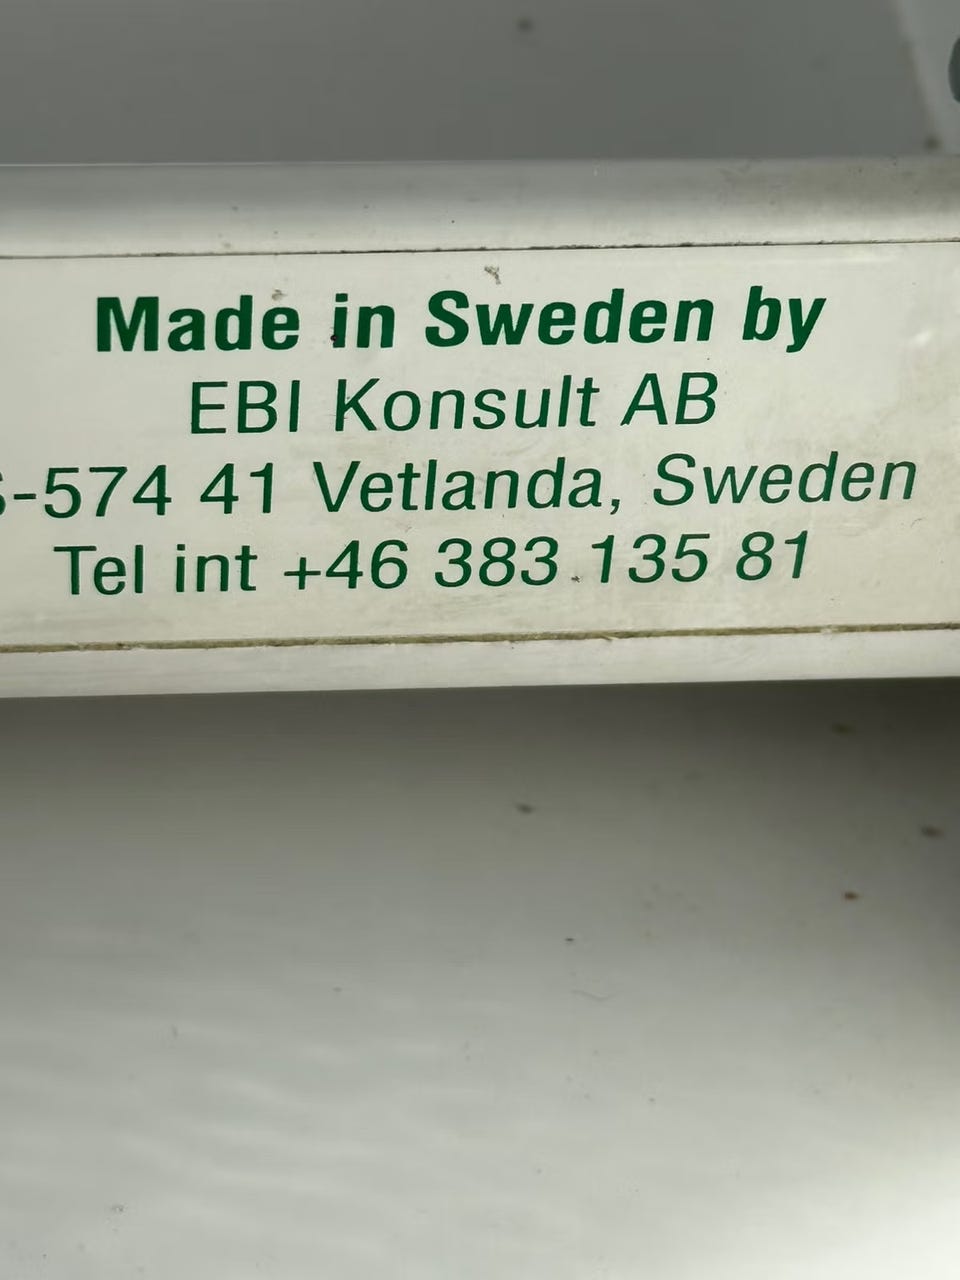 Made in Sweden by
EBI Konsult AB
S-574 41 Vetlanda, Sweden
Tel int +46 383 135 81